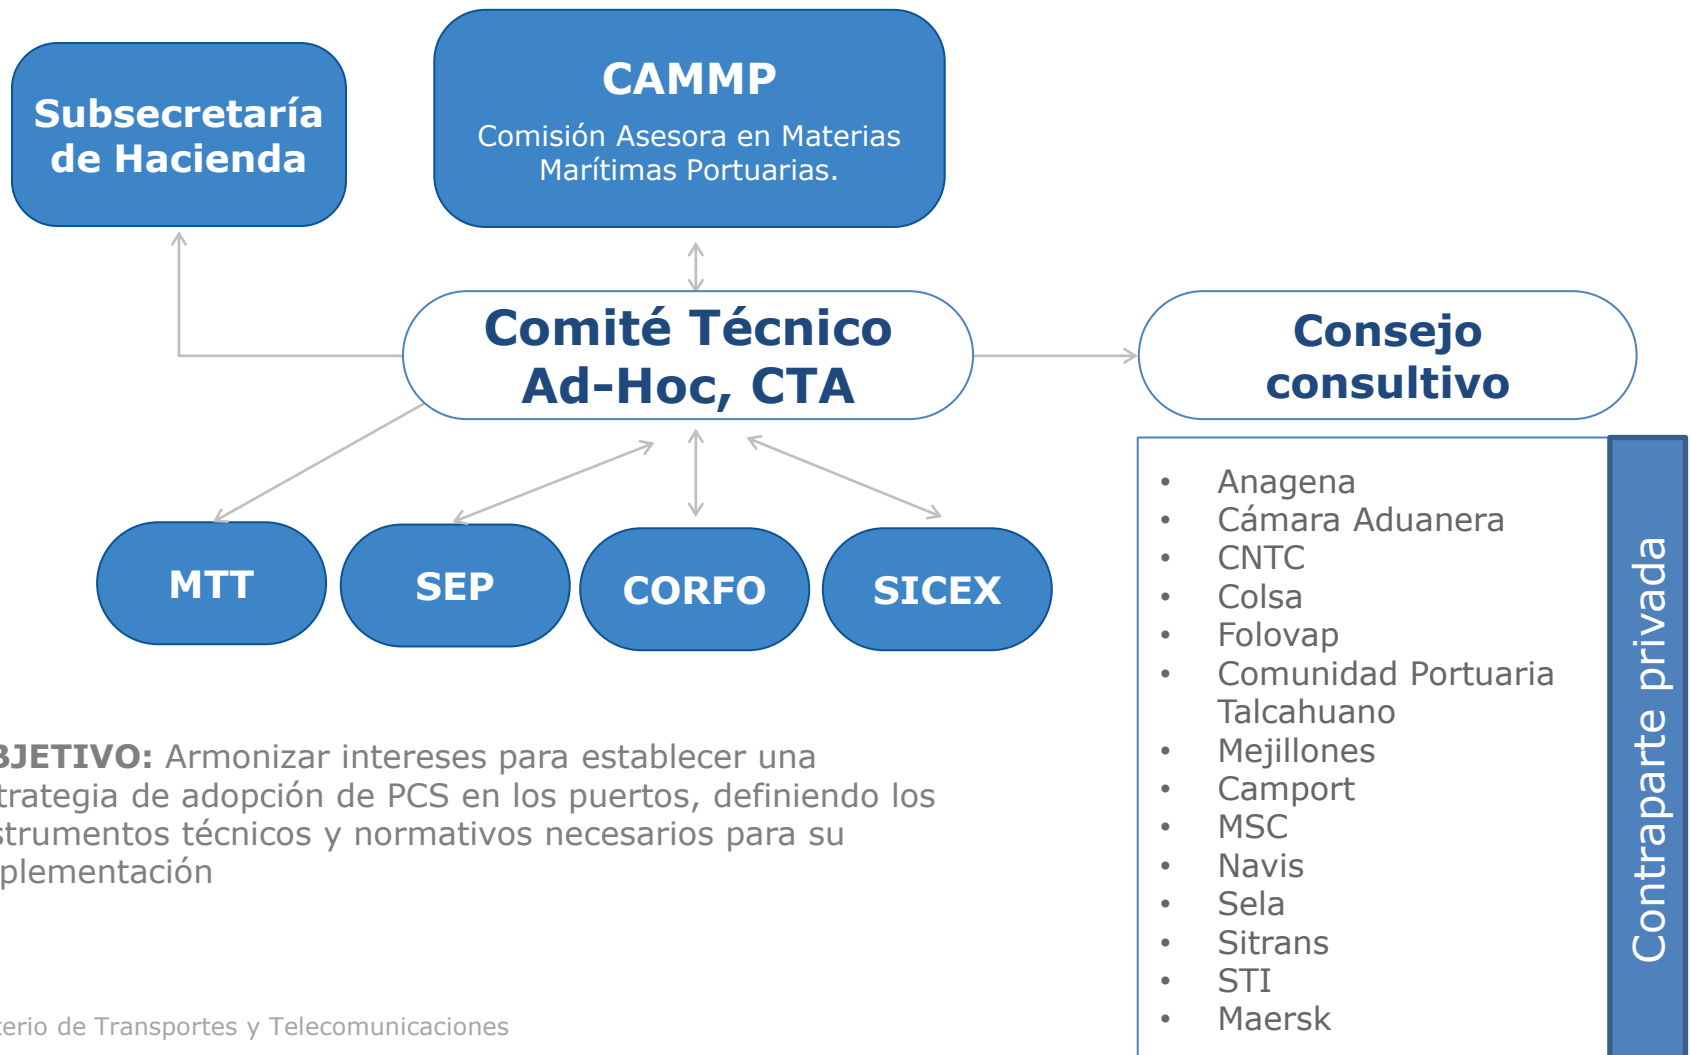 Subsecretaría
de Hacienda
CAMMP
Comisión Asesora en Materias
Marítimas Portuarias.
Comité Técnico
Ad-Hoc, CTA
Consejo
consultivo
MTT
SEP
CORFO
SICEX
• Anagena
• Cámara Aduanera
• CNTC
• Colsa
• Folovap
• Comunidad Portuaria
Talcahuano
• Mejillones
• Camport
• MSC
• Navis
• Sela
• Sitrans
• STI
• Maersk
Contraparte privada
BJETIVO: Armonizar intereses para establecer una
trategia de adopción de PCS en los puertos, definiendo los
strumentos técnicos y normativos necesarios para su
plementación
terio de Transportes y Telecomunicaciones